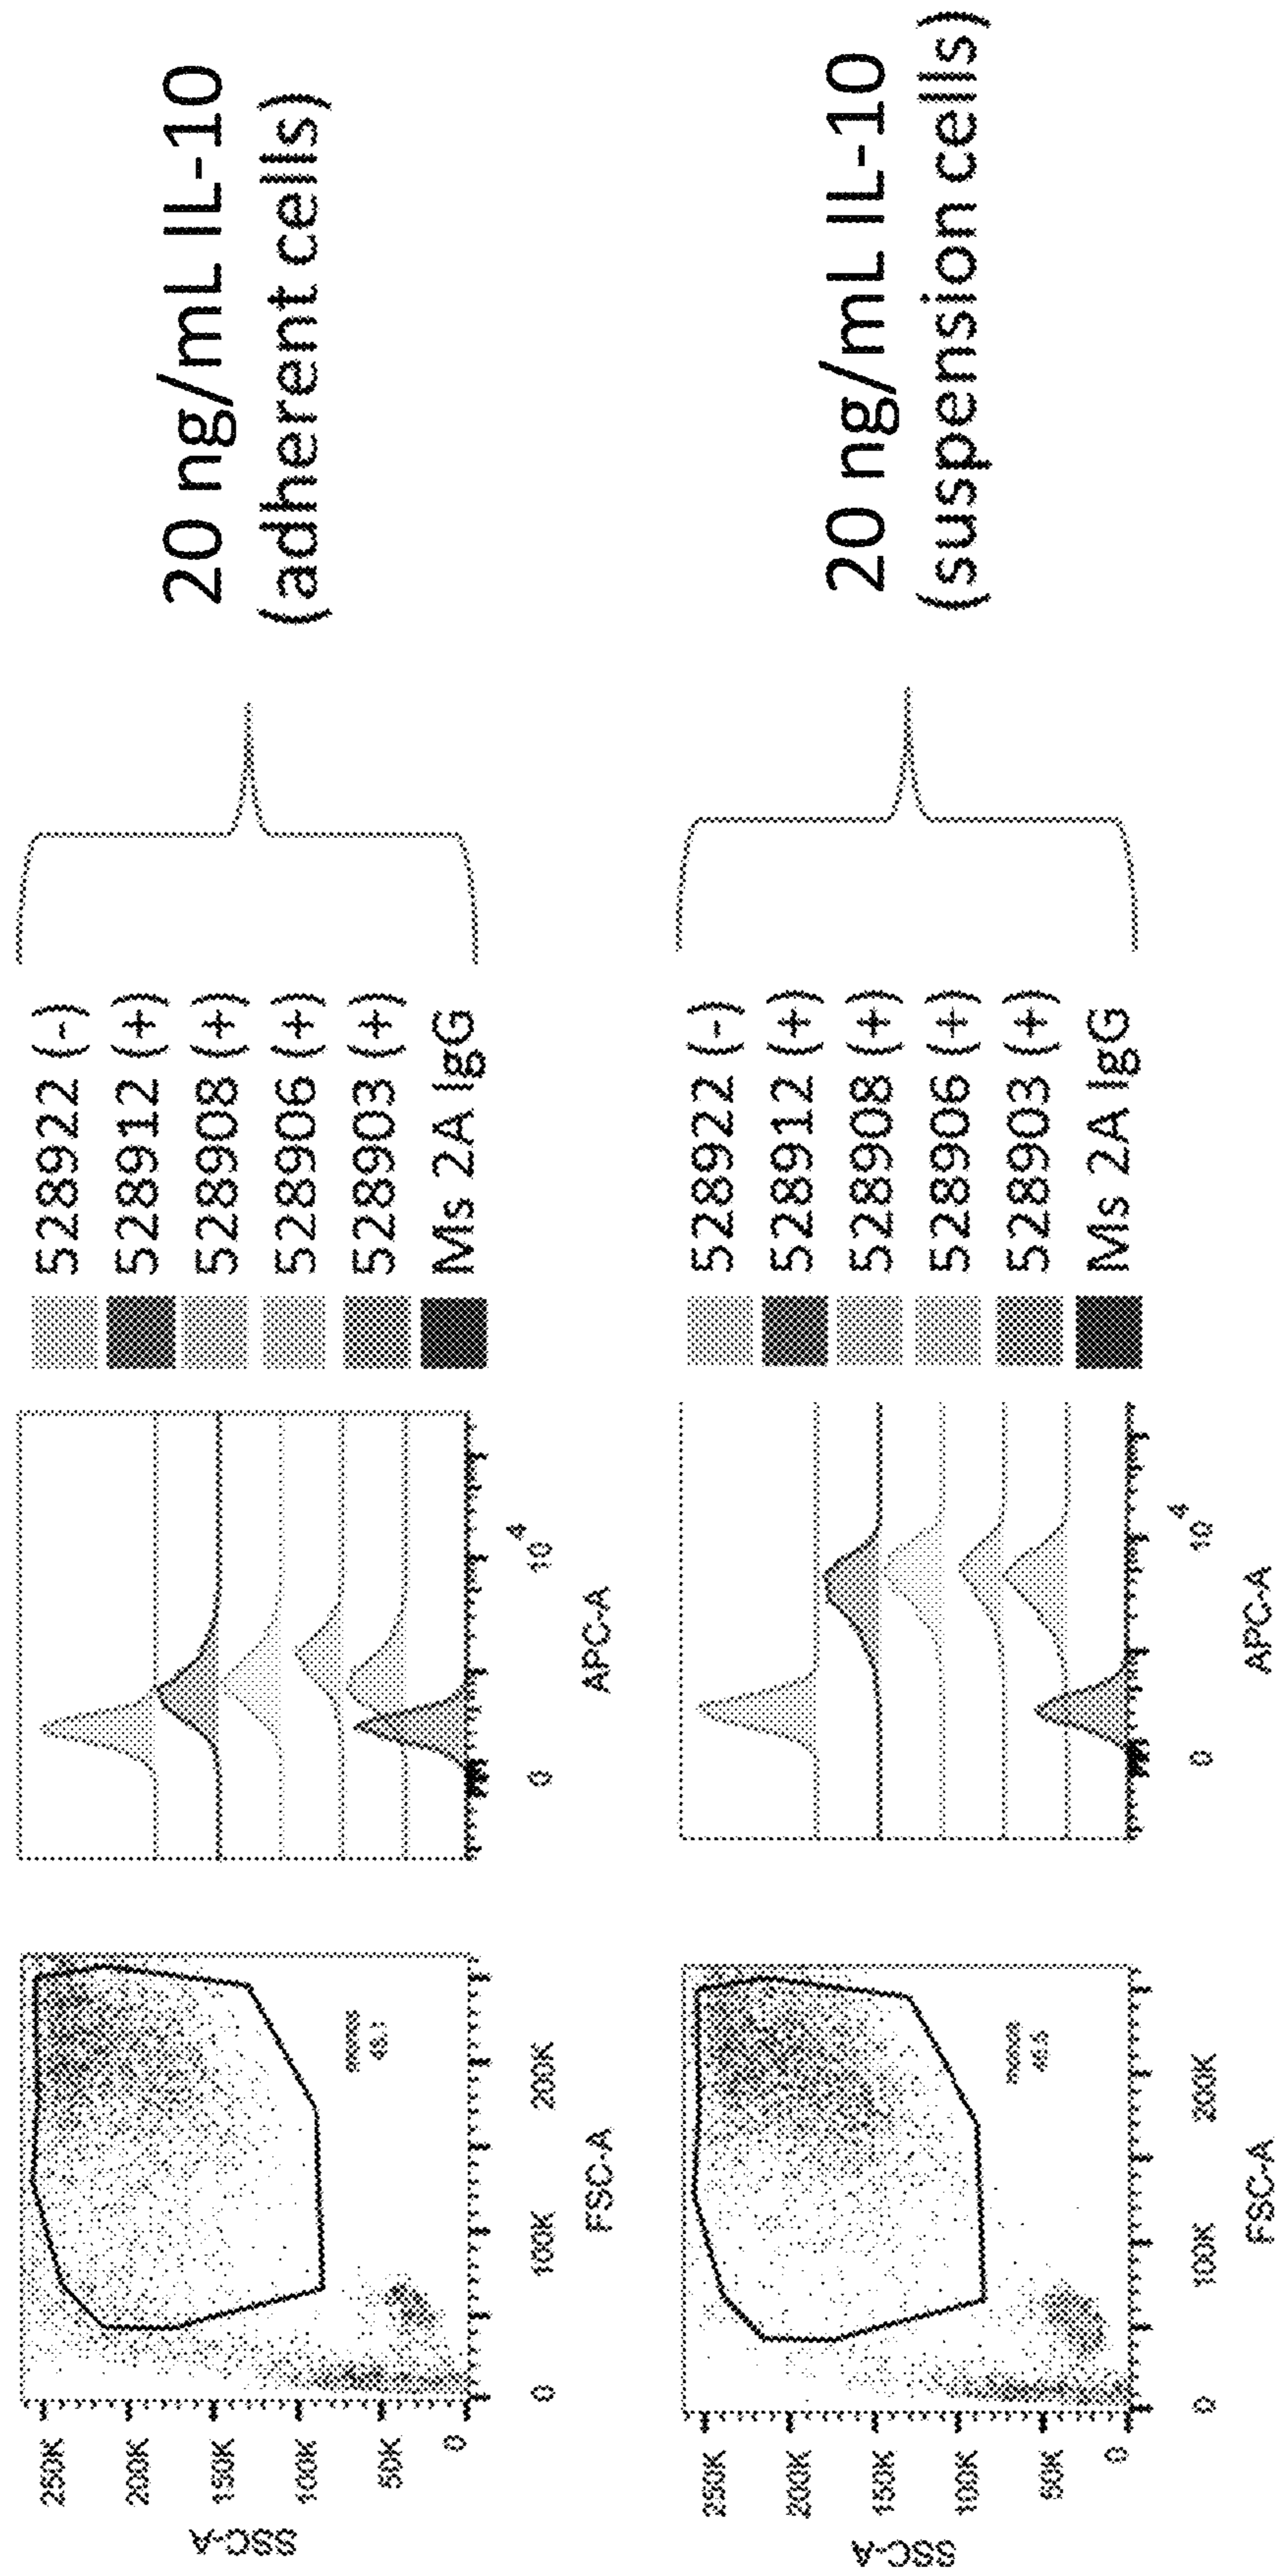 SSC-A
250K
200K
150K
100K
50K
0
0
100K
200K
FSC-A
monos
0
10^4
APC-A
528922 (-)
528912 (+)
528908 (+)
528906 (+)
528903 (+)
Ms 2A IgG
20 ng/mL IL-10
(adherent cells)
SSC-A
250K
200K
150K
100K
50K
0
0
100K
200K
FSC-A
monos
0
10^4
APC-A
528922 (-)
528912 (+)
528908 (+)
528906 (+)
528903 (+)
Ms 2A IgG
20 ng/mL IL-10
(suspension cells)